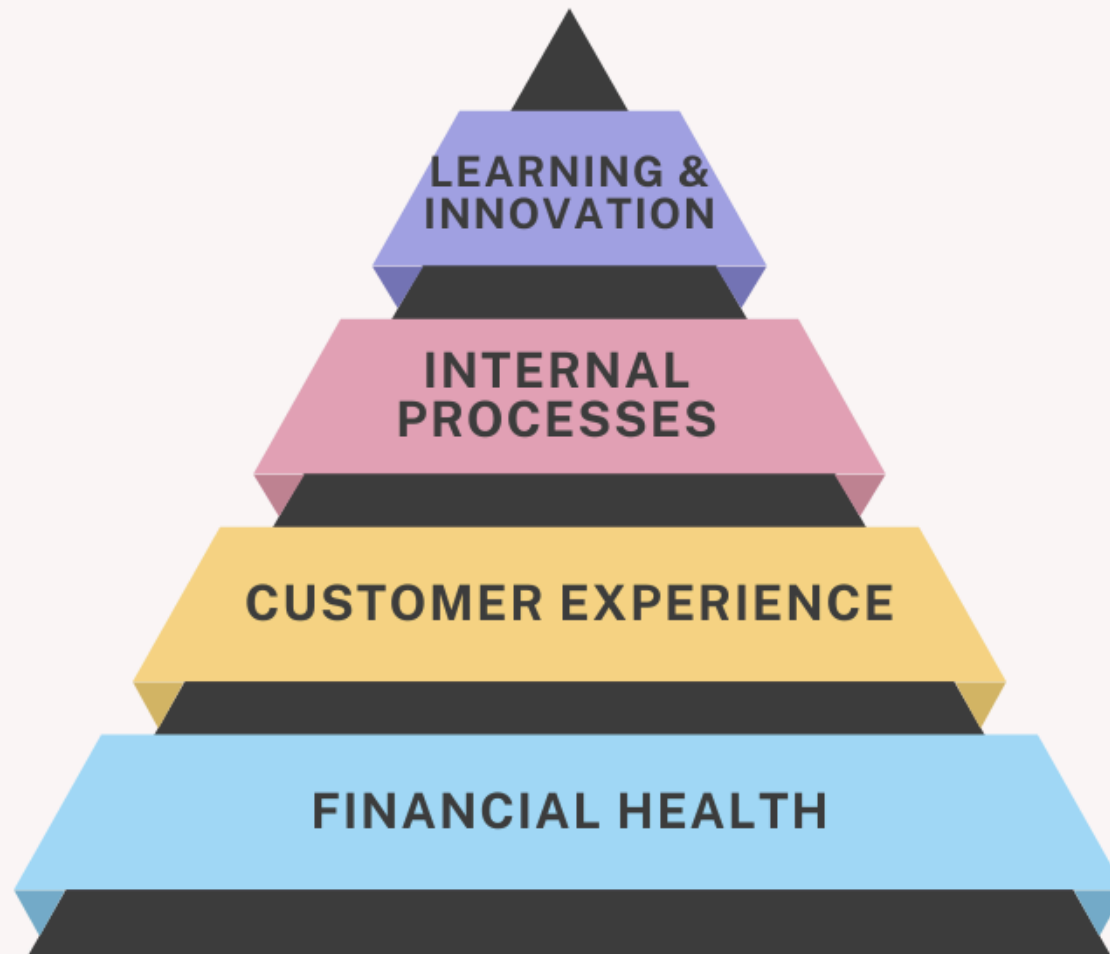 LEARNING &
INNOVATION
INTERNAL
PROCESSES
CUSTOMER EXPERIENCE
FINANCIAL HEALTH